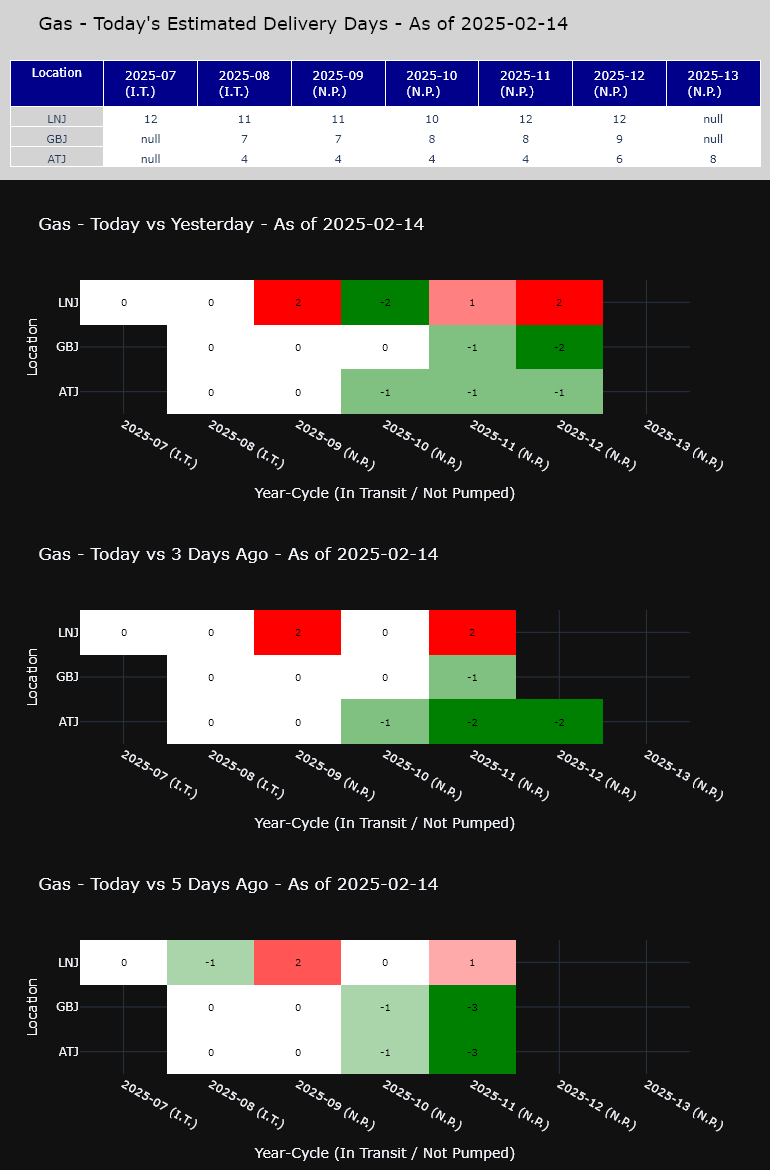 Gas - Today's Estimated Delivery Days - As of 2025-02-14
Location 2025-07 (I.T.) 2025-08 (I.T.) 2025-09 (N.P.) 2025-10 (N.P.) 2025-11 (N.P.) 2025-12 (N.P.) 2025-13 (N.P.)
LNJ 12 11 11 10 12 12 null
GBJ null 7 7 8 8 9 null
ATJ null 4 4 4 4 6 8
Gas - Today vs Yesterday - As of 2025-02-14
Location
LNJ 0 0 2 -2 1 2
GBJ 0 0 0 -1 -2
ATJ 0 0 -1 -1 -1
2025-07 (I.T.) 2025-08 (I.T.) 2025-09 (N.P.) 2025-10 (N.P.) 2025-11 (N.P.) 2025-12 (N.P.) 2025-13 (N.P.)
Year-Cycle (In Transit / Not Pumped)
Gas - Today vs 3 Days Ago - As of 2025-02-14
Location
LNJ 0 0 2 0 2
GBJ 0 0 0 -1
ATJ 0 0 -1 -2 -2
2025-07 (I.T.) 2025-08 (I.T.) 2025-09 (N.P.) 2025-10 (N.P.) 2025-11 (N.P.) 2025-12 (N.P.) 2025-13 (N.P.)
Year-Cycle (In Transit / Not Pumped)
Gas - Today vs 5 Days Ago - As of 2025-02-14
Location
LNJ 0 -1 2 0 1
GBJ 0 0 -1 -3
ATJ 0 0 -1 -3
2025-07 (I.T.) 2025-08 (I.T.) 2025-09 (N.P.) 2025-10 (N.P.) 2025-11 (N.P.) 2025-12 (N.P.) 2025-13 (N.P.)
Year-Cycle (In Transit / Not Pumped)